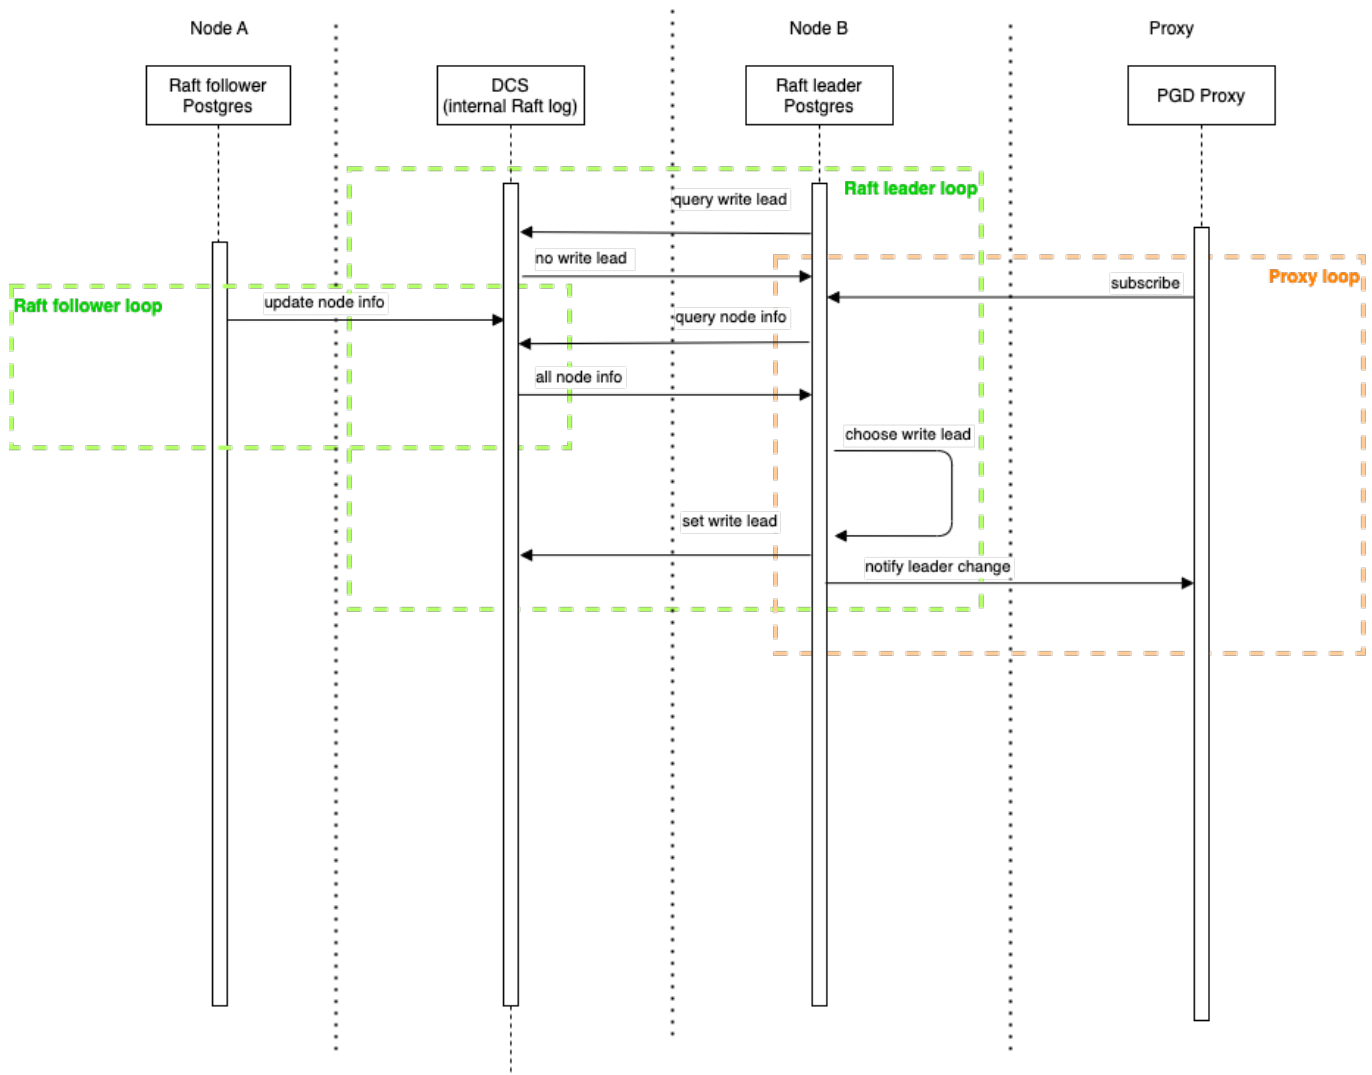 Node A
Node B
Proxy
Raft follower
Postgres
DCS
(internal Raft log)
Raft leader
Postgres
PGD Proxy
Raft leader loop
query write lead
no write lead
Proxy loop
subscribe
Raft follower loop
update node info
query node info
all node info
choose write lead
set write lead
notify leader change